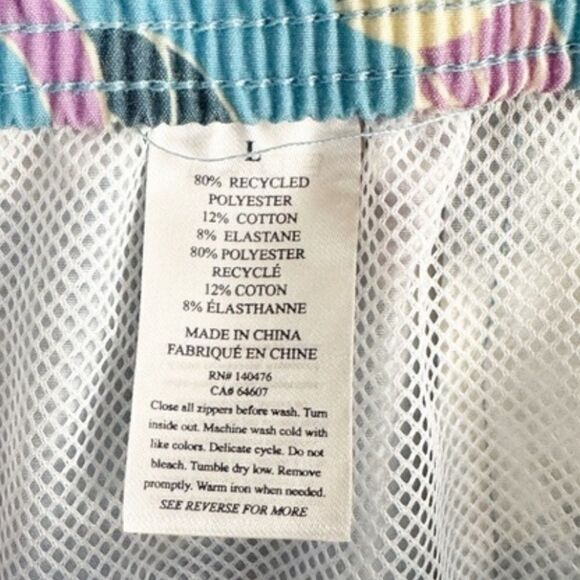 L
80% RECYCLED
POLYESTER
12% COTTON
8% ELASTANE
80% POLYESTER
RECYCLÉ
12% COTON
8% ÉLASTHANNE
MADE IN CHINA
FABRIQUÉ EN CHINE
RN# 140476
CA# 64607
Close all zippers before wash. Turn
inside out. Machine wash cold with
like colors. Delicate cycle. Do not
bleach. Tumble dry low. Remove
promptly. Warm iron when needed.
SEE REVERSE FOR MORE